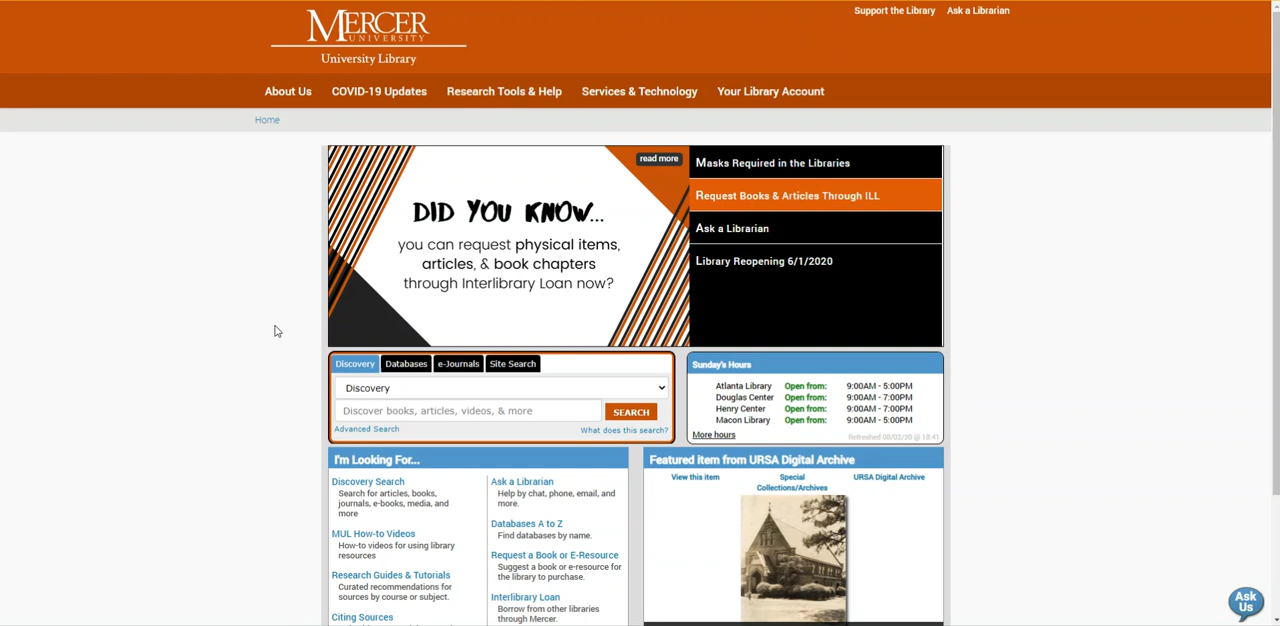 Support the Library
Ask a Librarian
MERCER
UNIVERSITY
University Library
About Us
COVID-19 Updates
Research Tools & Help
Services & Technology
Your Library Account
Home
read more
DID YOU KNOW...
you can request physical items,
articles, & book chapters
through Interlibrary Loan now?
Masks Required in the Libraries
Request Books & Articles Through ILL
Ask a Librarian
Library Reopening 6/1/2020
Discovery
Databases
e-Journals
Site Search
Discovery
Discover books, articles, videos, & more
SEARCH
Advanced Search
What does this search?
Sunday's Hours
Atlanta Library Open from: 9:00AM - 5:00PM
Douglas Center Open from: 9:00AM - 7:00PM
Henry Center Open from: 9:00AM - 7:00PM
Macon Library Open from: 9:00AM - 5:00PM
More hours
Refreshed 08/02/20 @ 18:41
I'm Looking For...
Discovery Search
Search for articles, books,
journals, e-books, media, and
more
MUL How-to Videos
How-to videos for using library
resources
Research Guides & Tutorials
Curated recommendations for
sources by course or subject.
Citing Sources
Ask a Librarian
Help by chat, phone, email, and
more.
Databases A to Z
Find databases by name.
Request a Book or E-Resource
Suggest a book or e-resource for
the library to purchase.
Interlibrary Loan
Borrow from other libraries
through Mercer.
Featured item from URSA Digital Archive
View this item
Special
Collections/Archives
URSA Digital Archive
Ask
Us